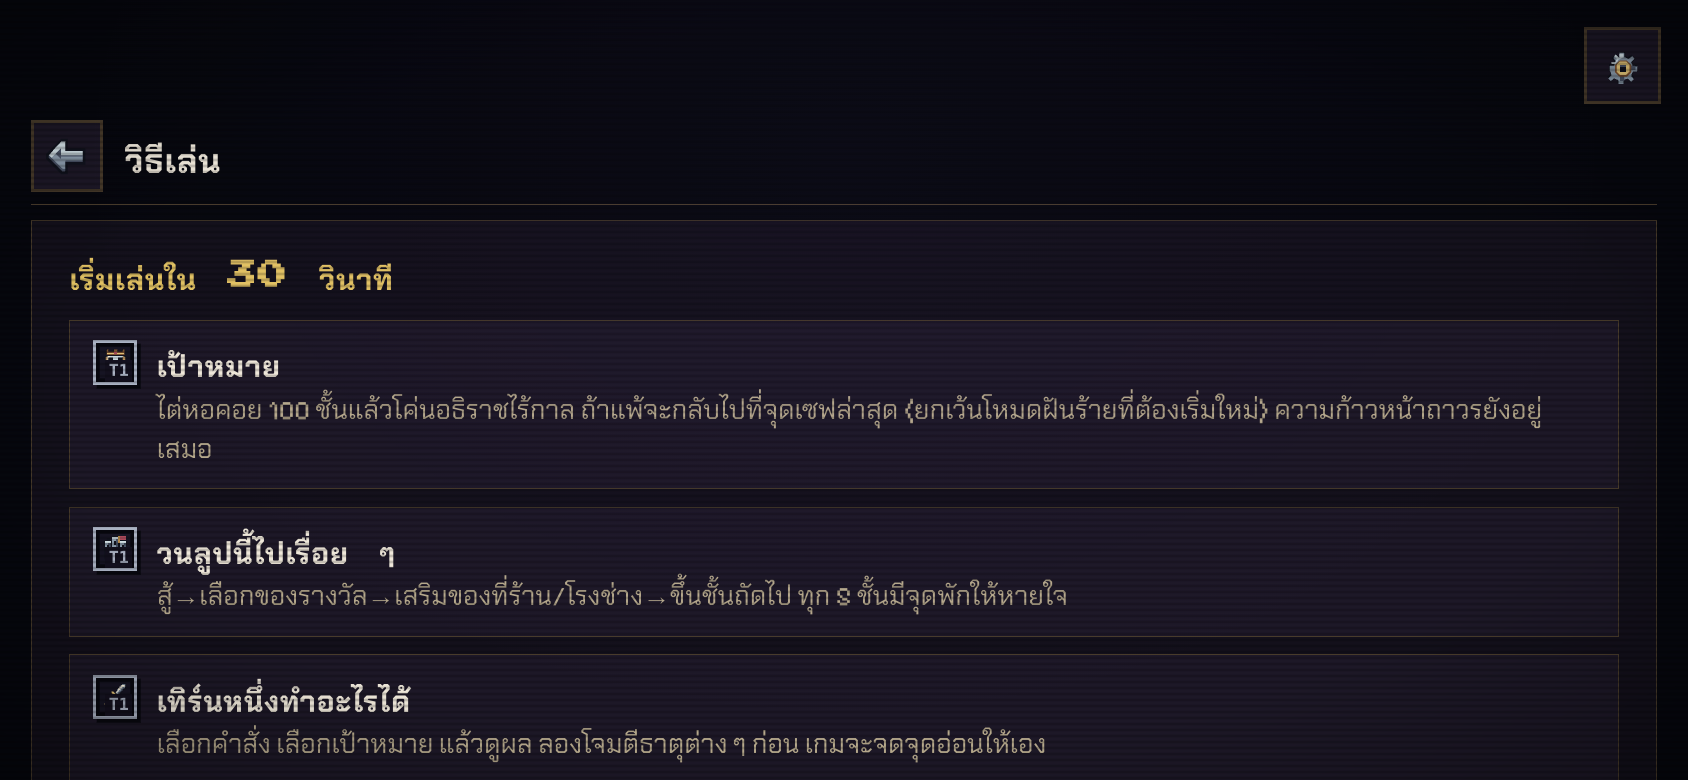 วิธีเล่น
เริ่มเล่นใน 30 วินาที
T1
เป้าหมาย
ไต่หอคอย 100 ชั้นแล้วโค่นอธิราชไร้กาล ถ้าแพ้จะกลับไปที่จุดเซฟล่าสุด (ยกเว้นโหมดฝันร้ายที่ต้องเริ่มใหม่) ความก้าวหน้าถาวรยังอยู่
เสมอ
T1
วนลูปนี้ไปเรื่อย ๆ
สู้→เลือกของรางวัล→เสริมของที่ร้าน/โรงช่าง→ขึ้นชั้นถัดไป ทุก ชั้นมีจุดพักให้หายใจ
T1
เทิร์นหนึ่งทำอะไรได้
เลือกคำสั่ง เลือกเป้าหมาย แล้วดูผล ลองโจมตีธาตุต่าง ๆ ก่อน เกมจะจดจุดอ่อนให้เอง